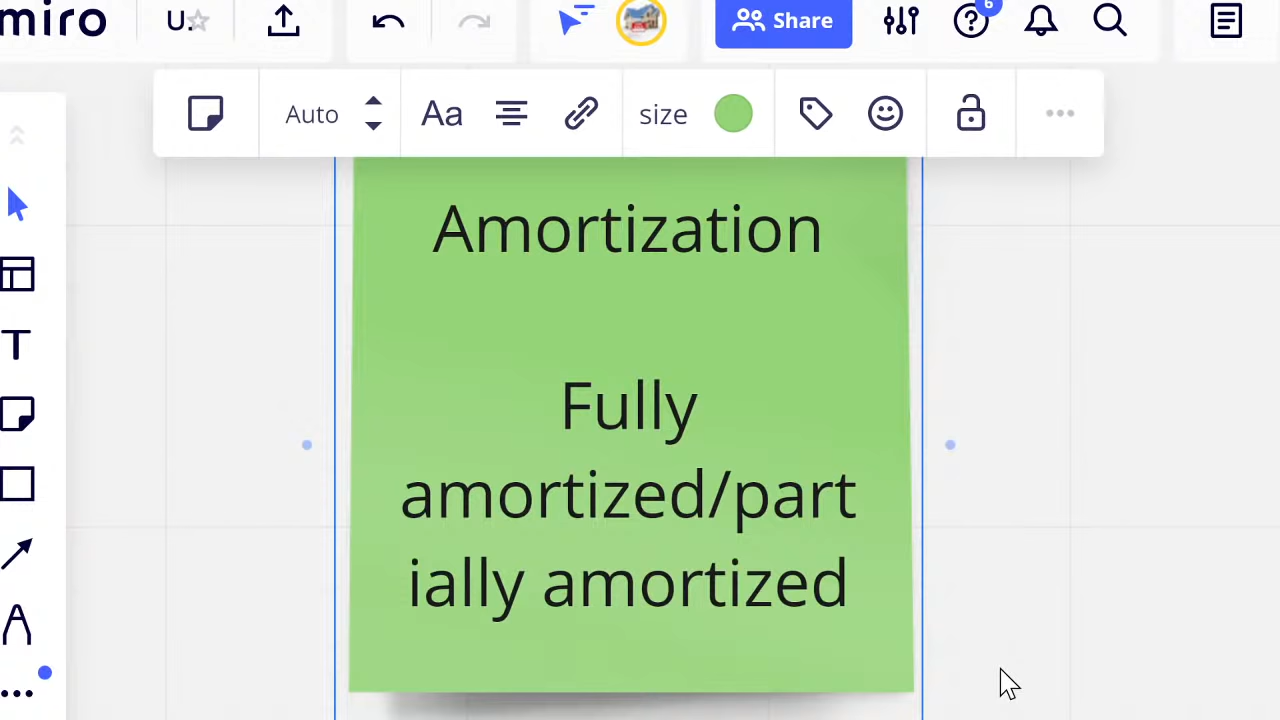 miro
U.
Share
6
Auto
Aa
size
Amortization
Fully
amortized/part
ially amortized